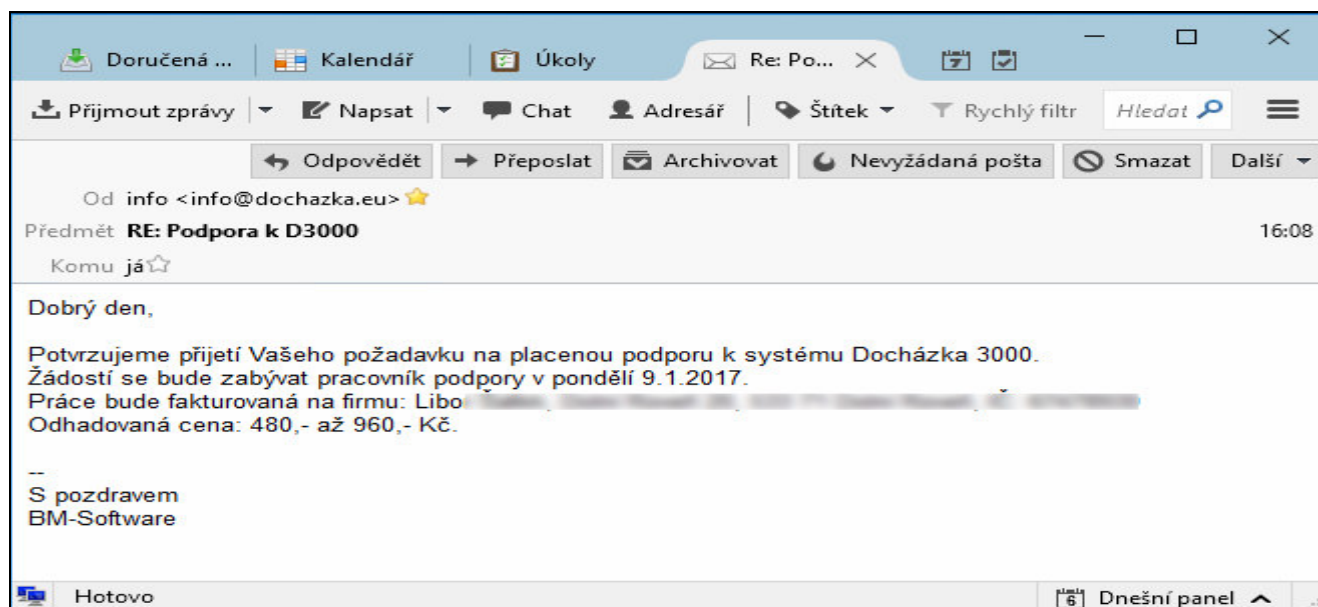 Doručená ... Kalendář Úkoly Re: Po... 7
Přijmout zprávy Napsat Chat Adresář Štítek Rychlý filtr Hledat
Odpovědět Přeposlat Archivovat Nevyžádaná pošta Smazat Další
Od info <info@dochazka.eu>
Předmět RE: Podpora k D3000 16:08
Komu já
Dobrý den,
Potvrzujeme přijetí Vašeho požadavku na placenou podporu k systému Docházka 3000.
Žádostí se bude zabývat pracovník podpory v pondělí 9.1.2017.
Práce bude fakturovaná na firmu: Libo
Odhadovaná cena: 480,- až 960,- Kč.
--
S pozdravem
BM-Software
Hotovo 6 Dnešní panel